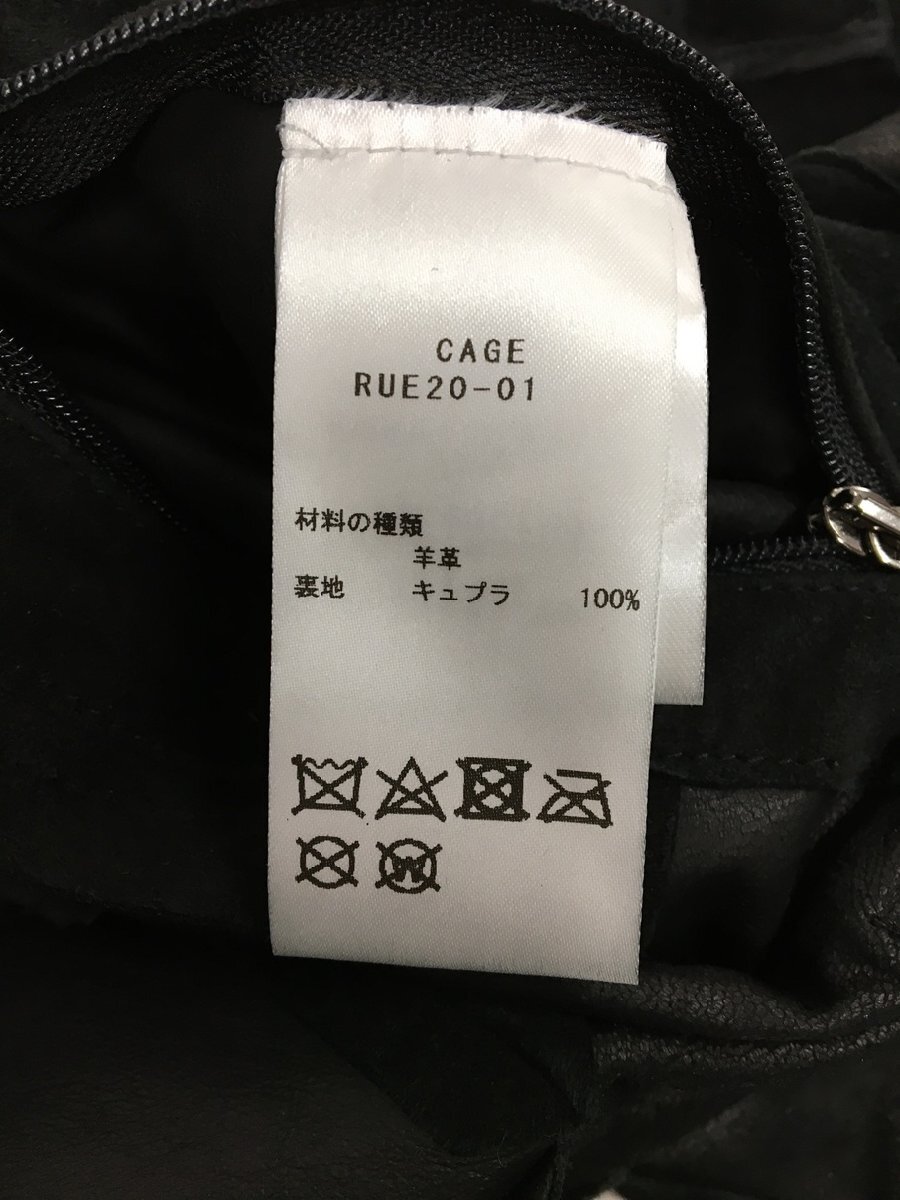 CAGE
RUE20-01
材料の種類
羊革
裏地 キュプラ 100%
W